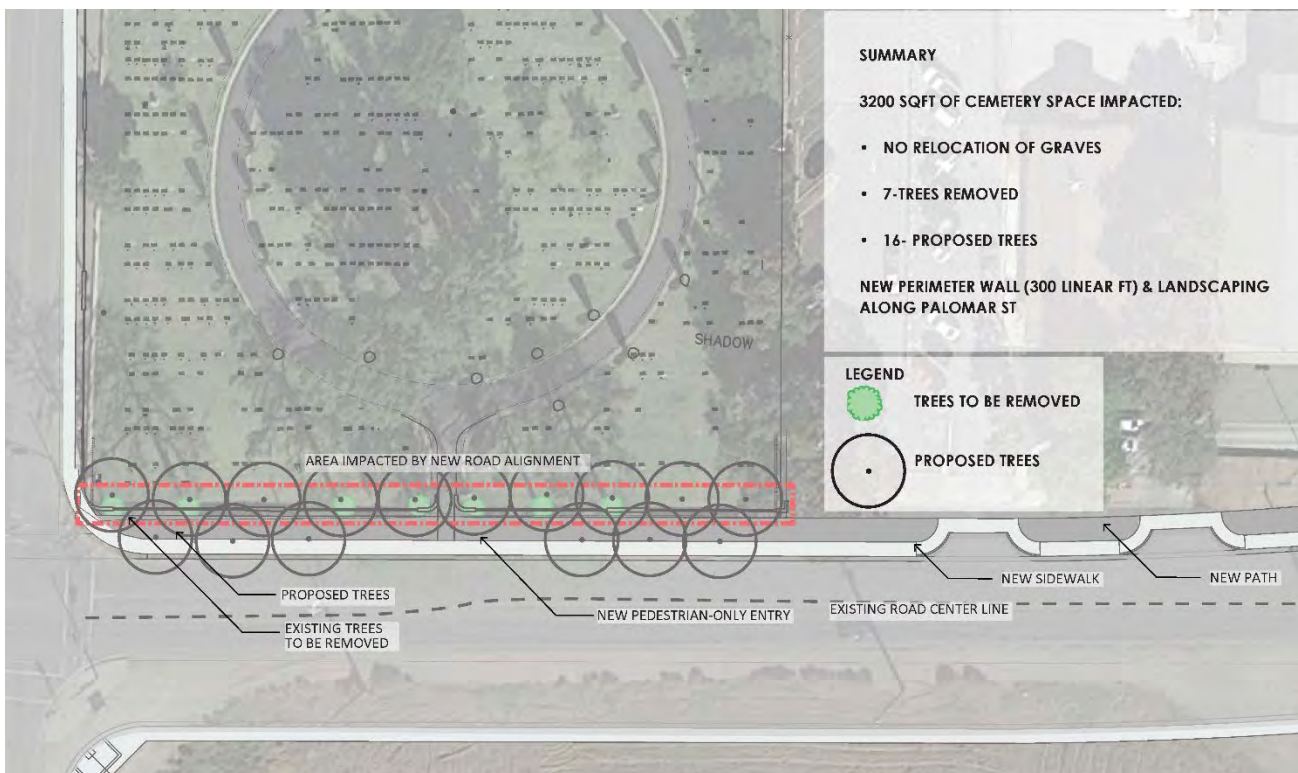 SUMMARY
3200 SQFT OF CEMETERY SPACE IMPACTED:
• NO RELOCATION OF GRAVES
• 7-TREES REMOVED
• 16- PROPOSED TREES
NEW PERIMETER WALL (300 LINEAR FT) & LANDSCAPING
ALONG PALOMAR ST
SHADOW
LEGEND
TREES TO BE REMOVED
PROPOSED TREES
AREA IMPACTED BY NEW ROAD ALIGNMENT
PROPOSED TREES
EXISTING TREES
TO BE REMOVED
NEW PEDESTRIAN-ONLY ENTRY
EXISTING ROAD CENTER LINE
NEW SIDEWALK
NEW PATH